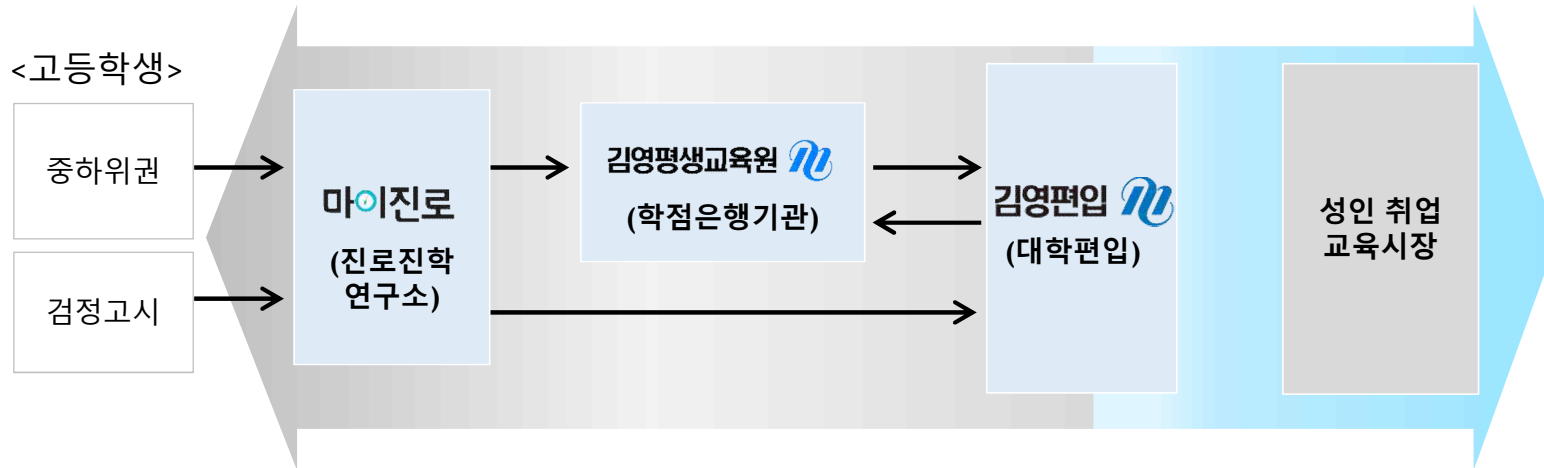 <고등학생>
중하위권
검정고시
마이진로
(진로진학
연구소)
김영평생교육원
(학점은행기관)
김영편입
(대학편입)
성인 취업
교육시장